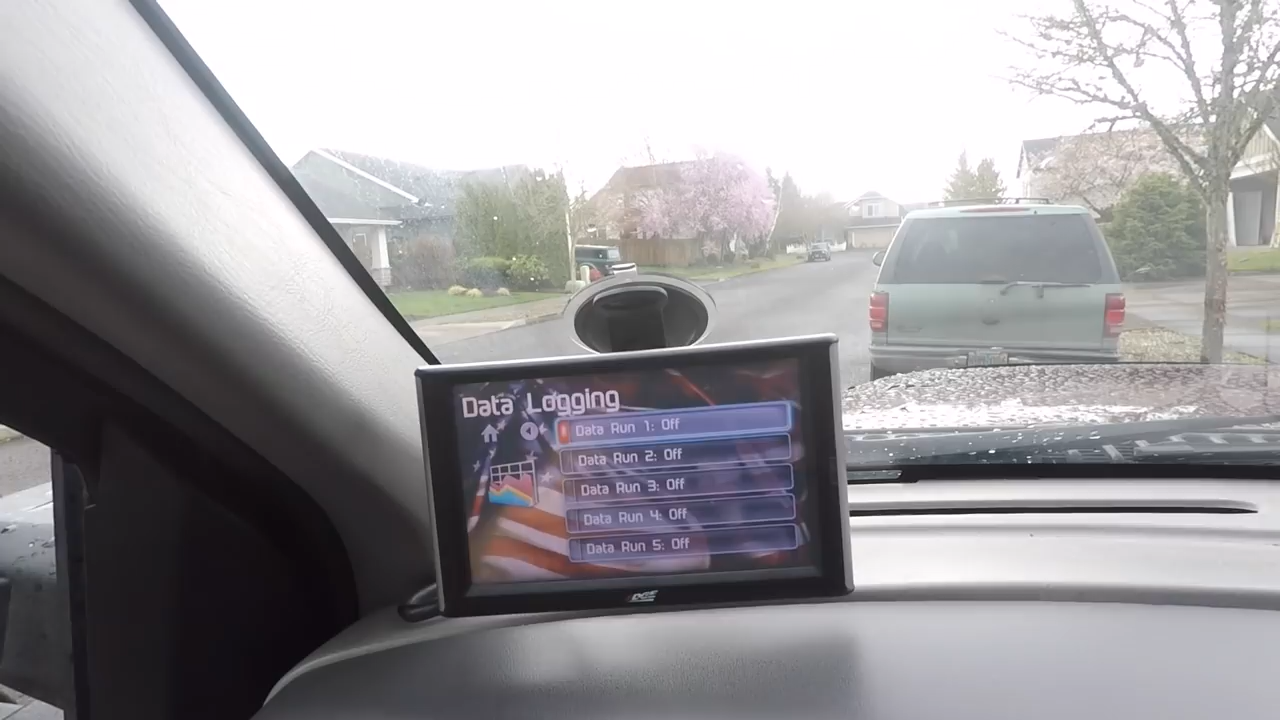 Data Logging
Data Run 1: Off
Data Run 2: Off
Data Run 3: Off
Data Run 4: Off
Data Run 5: Off
EDGE